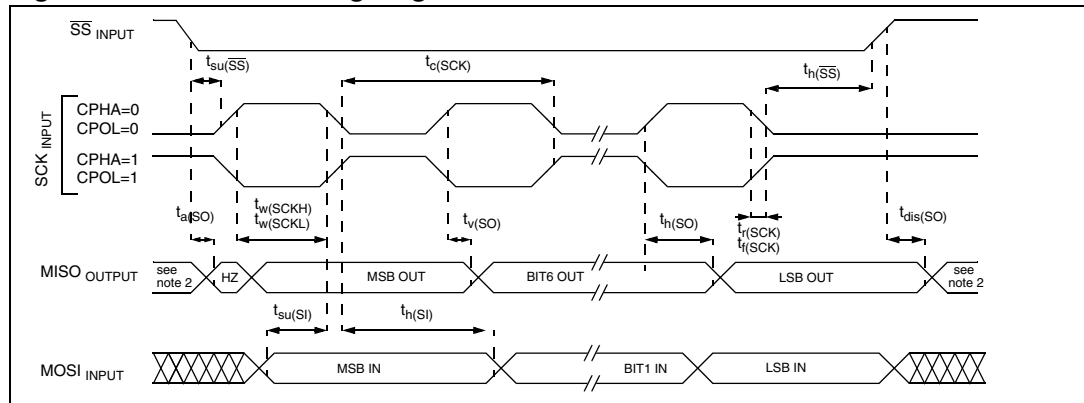 SS INPUT
tsu(SS)
tc(SCK)
th(SS)
SCK INPUT
CPHA=0
CPOL=0
CPHA=1
CPOL=1
ta(SO)
tw(SCKH)
tw(SCKL)
tv(SO)
th(SO)
tr(SCK)
tf(SCK)
tdis(SO)
MISO OUTPUT
see
note 2
HZ
MSB OUT
BIT6 OUT
LSB OUT
see
note 2
tsu(SI)
th(SI)
MOSI INPUT
MSB IN
BIT1 IN
LSB IN